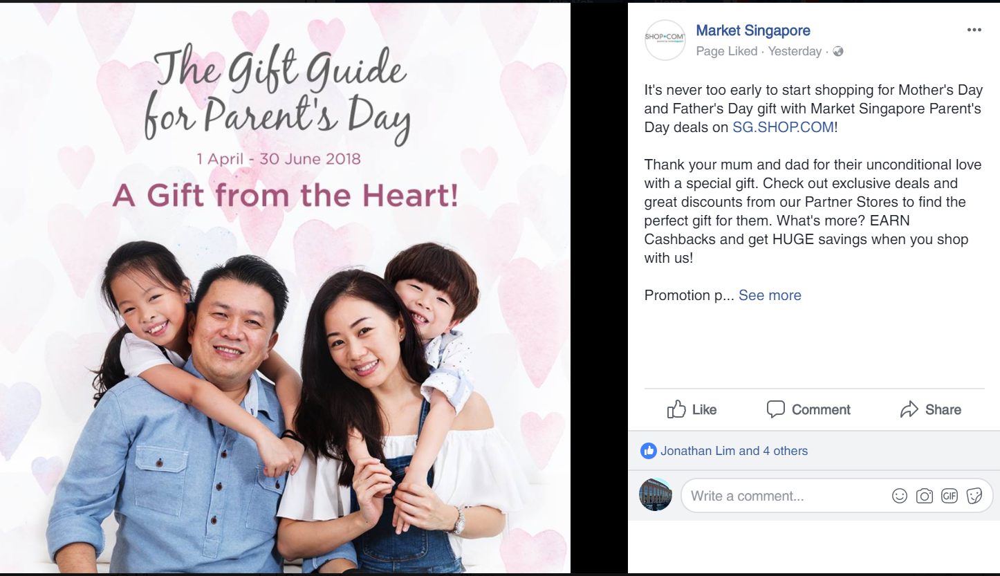 The Gift Guide
for Parent's Day
1 April - 30 June 2018
A Gift from the Heart!
SHOP•COM
Market Singapore
Page Liked · Yesterday ·
It's never too early to start shopping for Mother's Day
and Father's Day gift with Market Singapore Parent's
Day deals on SG.SHOP.COM!
Thank your mum and dad for their unconditional love
with a special gift. Check out exclusive deals and
great discounts from our Partner Stores to find the
perfect gift for them. What's more? EARN
Cashbacks and get HUGE savings when you shop
with us!
Promotion p... See more
Like Comment Share
Jonathan Lim and 4 others
Write a comment...
GIF